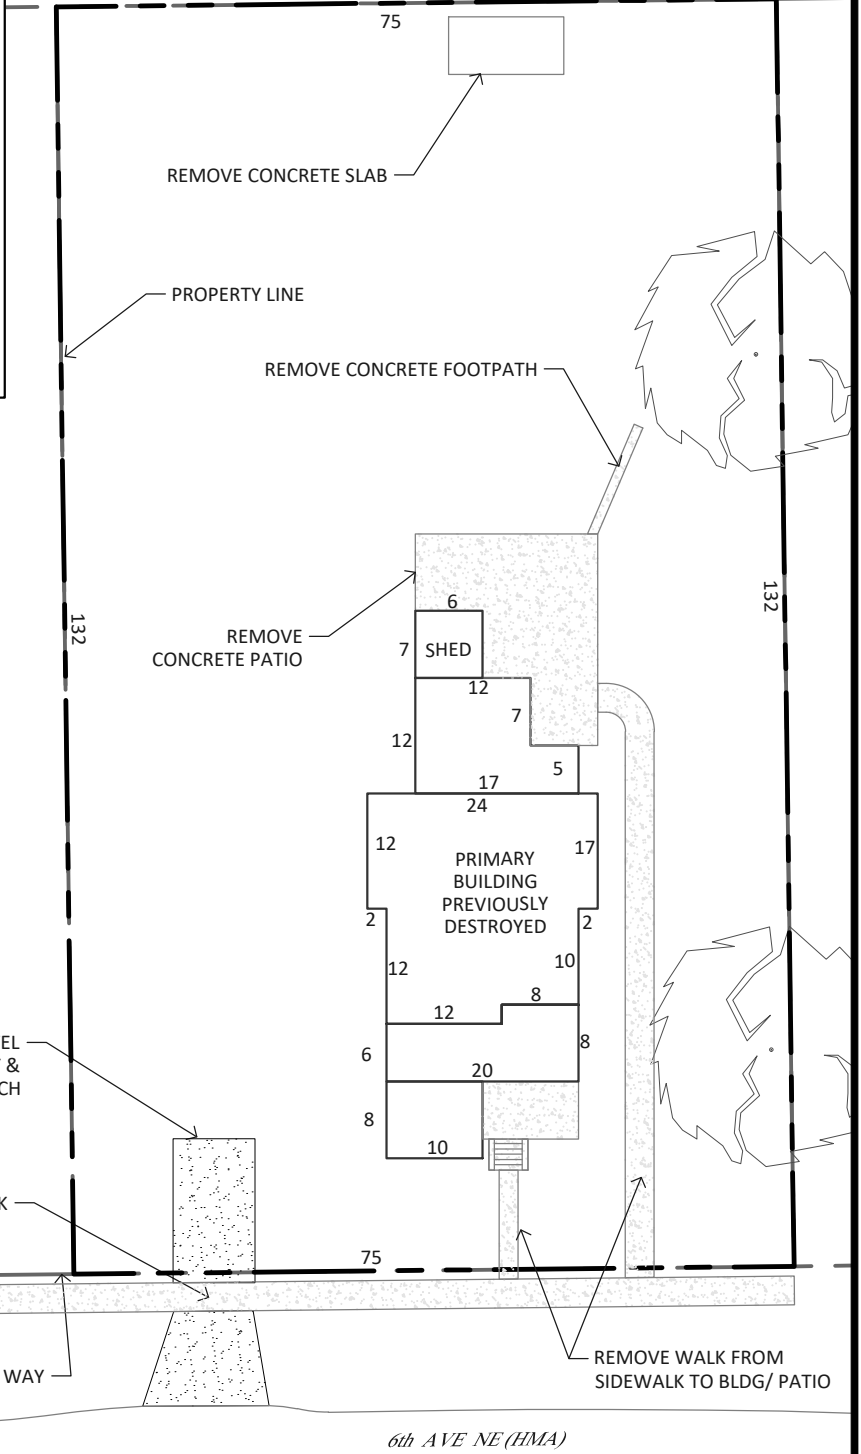 75
REMOVE CONCRETE SLAB
PROPERTY LINE
REMOVE CONCRETE FOOTPATH
132
132
6
REMOVE
CONCRETE PATIO
7
SHED
12
7
12
5
17
24
12
17
PRIMARY
BUILDING
PREVIOUSLY
DESTROYED
2
2
12
10
8
12
EL
&
CH
6
8
20
8
10
K
75
WAY
REMOVE WALK FROM
SIDEWALK TO BLDG/ PATIO
6th AVE NE (HMA)